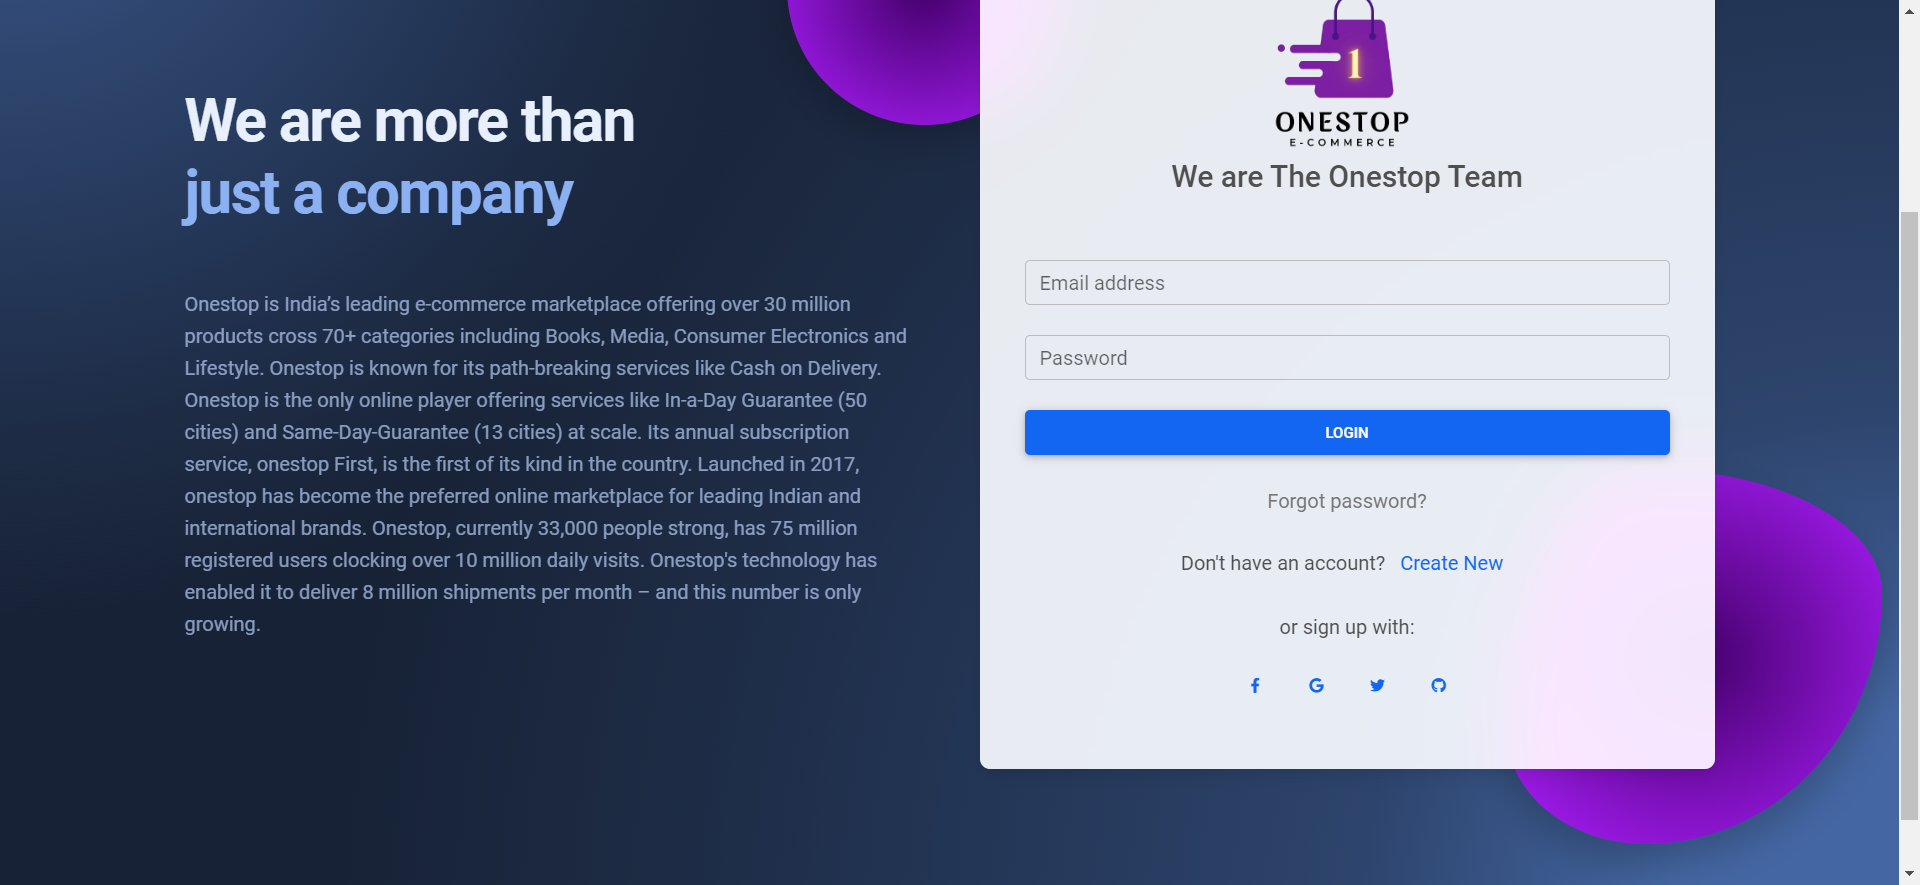 We are more than
just a company
Onestop is India’s leading e-commerce marketplace offering over 30 million
products cross 70+ categories including Books, Media, Consumer Electronics and
Lifestyle. Onestop is known for its path-breaking services like Cash on Delivery.
Onestop is the only online player offering services like In-a-Day Guarantee (50
cities) and Same-Day-Guarantee (13 cities) at scale. Its annual subscription
service, onestop First, is the first of its kind in the country. Launched in 2017,
onestop has become the preferred online marketplace for leading Indian and
international brands. Onestop, currently 33,000 people strong, has 75 million
registered users clocking over 10 million daily visits. Onestop's technology has
enabled it to deliver 8 million shipments per month – and this number is only
growing.
1
ONESTOP
E-COMMERCE
We are The Onestop Team
Email address
Password
LOGIN
Forgot password?
Don't have an account? Create New
or sign up with: